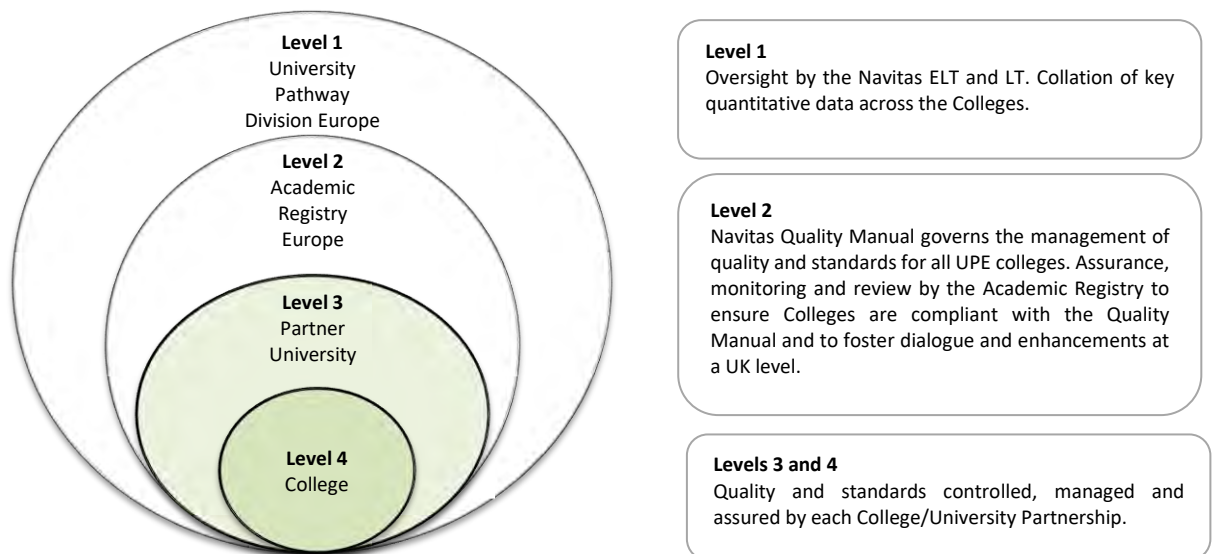 Level 1
University
Pathway
Division Europe
Level 2
Academic
Registry
Europe
Level 3
Partner
University
Level 4
College
Level 1
Oversight by the Navitas ELT and LT. Collation of key
quantitative data across the Colleges.
Level 2
Navitas Quality Manual governs the management of
quality and standards for all UPE colleges. Assurance,
monitoring and review by the Academic Registry to
ensure Colleges are compliant with the Quality
Manual and to foster dialogue and enhancements at
a UK level.
Levels 3 and 4
Quality and standards controlled, managed and
assured by each College/University Partnership.